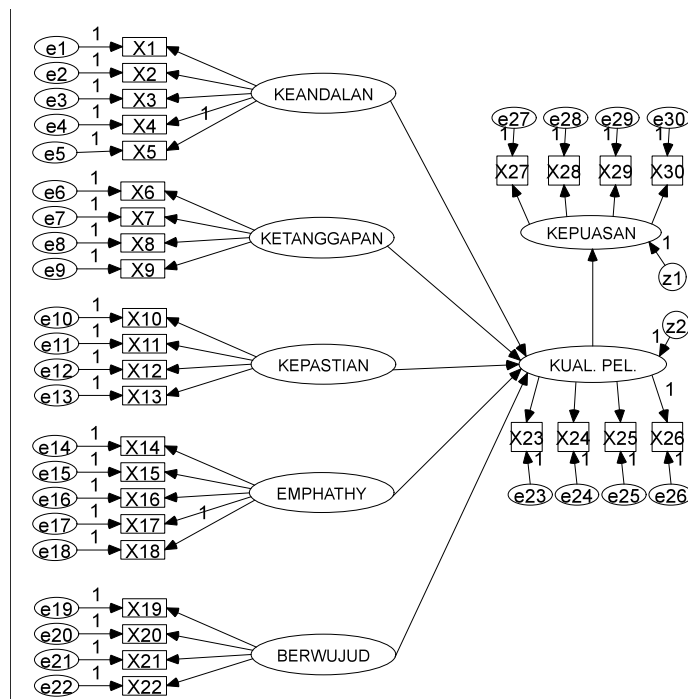 e1 1 X1
e2 1 X2
e3 1 X3
e4 1 X4
e5 1 X5
1
KEANDALAN
e6 1 X6
e7 1 X7
e8 1 X8
e9 1 X9
KETANGGAPAN
e10 1 X10
e11 1 X11
e12 1 X12
e13 1 X13
KEPASTIAN
e14 1 X14
e15 1 X15
e16 1 X16
e17 1 X17
e18 1 X18
1
EMPHATHY
e19 1 X19
e20 1 X20
e21 1 X21
e22 1 X22
BERWUJUD
e27 e28 e29 e30
1 1 1 1
X27 X28 X29 X30
KEPUASAN
1
z1
z2
1
KUAL. PEL.
1
X23 X24 X25 X26
1 1 1 1
e23 e24 e25 e26